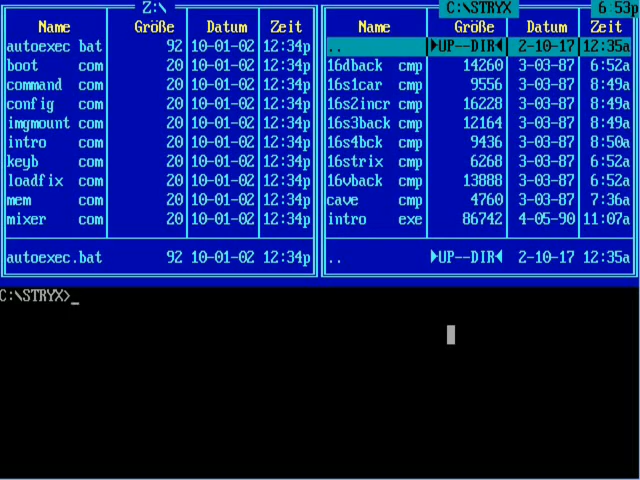 Z:\ C:\STRYX 6:53p
Name Größe Datum Zeit Name Größe Datum Zeit
autoexec bat 92 10-01-02 12:34p .. ►UP--DIR◄ 2-10-17 12:35a
boot com 20 10-01-02 12:34p 16dback cmp 14260 3-03-87 6:52a
command com 20 10-01-02 12:34p 16s1car cmp 9556 3-03-87 8:49a
config com 20 10-01-02 12:34p 16s2incr cmp 16228 3-03-87 8:49a
imgmount com 20 10-01-02 12:34p 16s3back cmp 12164 3-03-87 8:49a
intro com 20 10-01-02 12:34p 16s4bck cmp 9436 3-03-87 8:50a
keyb com 20 10-01-02 12:34p 16strix cmp 6268 3-03-87 6:52a
loadfix com 20 10-01-02 12:34p 16vback cmp 13888 3-03-87 6:52a
mem com 20 10-01-02 12:34p cave cmp 4760 3-03-87 7:36a
mixer com 20 10-01-02 12:34p intro exe 86742 4-05-90 11:07a
autoexec.bat 92 10-01-02 12:34p .. ►UP--DIR◄ 2-10-17 12:35a
C:\STRYX>_